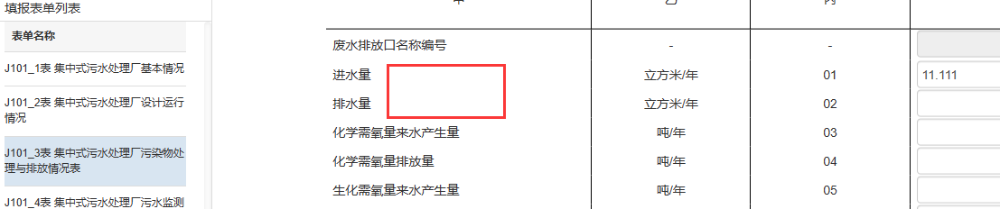 填报表单列表
表单名称
J101_1表 集中式污水处理厂基本情况
J101_2表 集中式污水处理厂设计运行
情况
J101_3表 集中式污水处理厂污染物处
理与排放情况表
J101_4表 集中式污水处理厂污水监测
废水排放口名称编号 - -
进水量 立方米/年 01 11.111
排水量 立方米/年 02
化学需氧量来水产生量 吨/年 03
化学需氧量排放量 吨/年 04
生化需氧量来水产生量 吨/年 05